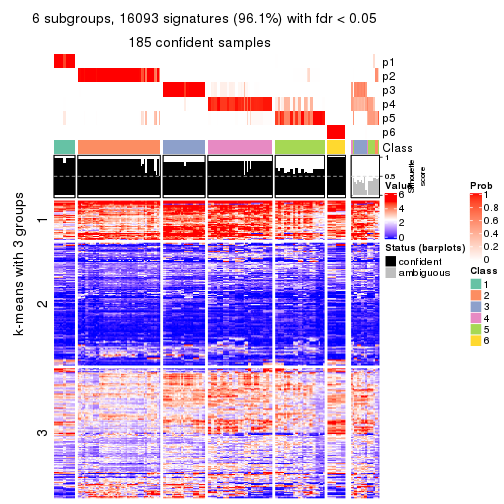 6 subgroups, 16093 signatures (96.1%) with fdr < 0.05
185 confident samples
p1
p2
p3
p4
p5
p6
Class
1
0.5
0
Silhouette
score
k-means with 3 groups
1
2
3
Value
6
4
2
0
Status (barplots)
confident
ambiguous
Prob
1
0.8
0.6
0.4
0.2
0
Class
1
2
3
4
5
6